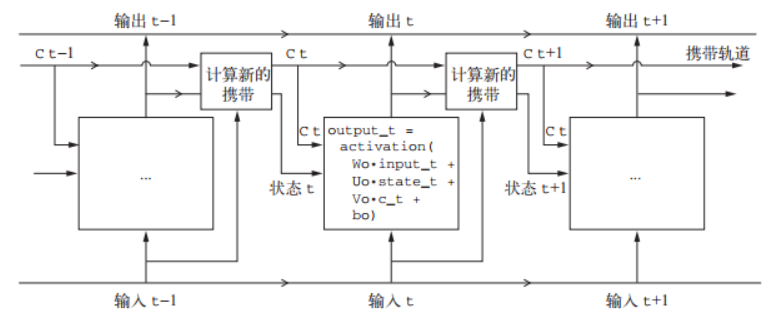 输出 t-1
输出 t
输出 t+1
C t-1
C t
C t+1
携带轨道
计算新的
携带
计算新的
携带
...
C t
output_t =
activation(
Wo•input_t +
Uo•state_t +
Vo•c_t +
bo)
C t
...
状态 t
状态 t+1
输入 t-1
输入 t
输入 t+1